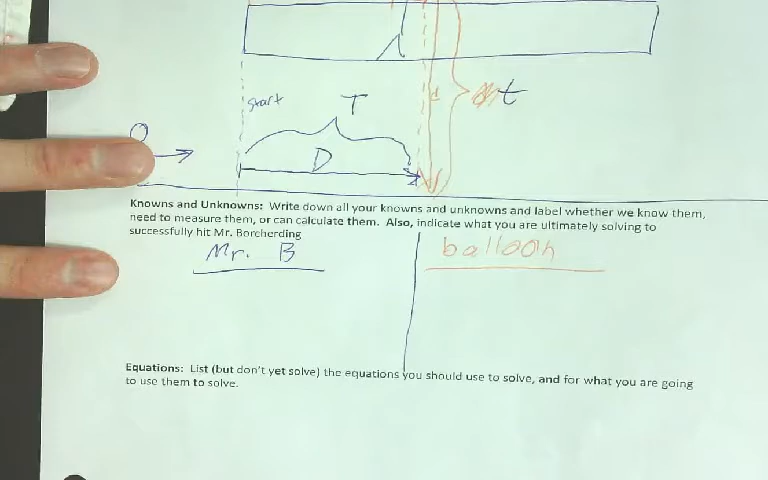 start
T
t
D
Knowns and Unknowns: Write down all your knowns and unknowns and label whether we know them,
need to measure them, or can calculate them. Also, indicate what you are ultimately solving to
successfully hit Mr. Borcherding
Mr. B
balloon
Equations: List (but don't yet solve) the equations you should use to solve, and for what you are going
to use them to solve.